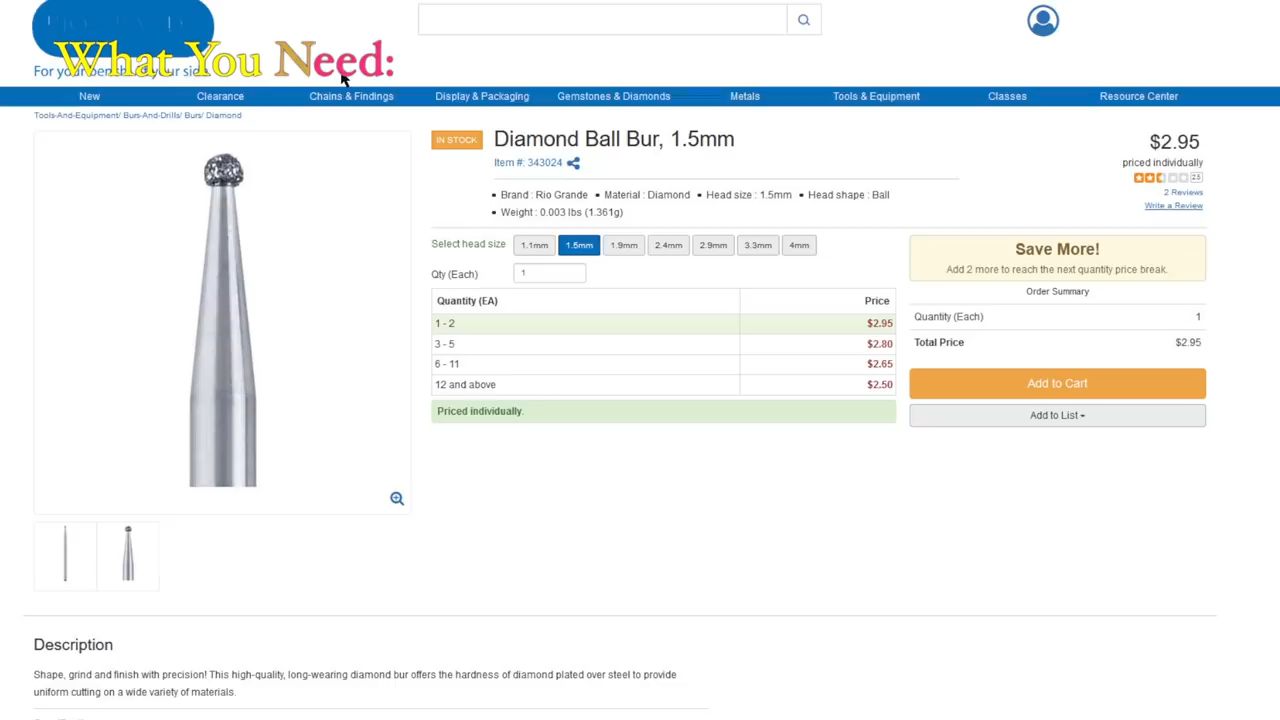 What You Need:
For your
New
Clearance
Chains & Findings
Display & Packaging
Gemstones & Diamonds
Metals
Tools & Equipment
Classes
Resource Center
Tools-And-Equipment/ Burs-And-Drills/ Burs/ Diamond
IN STOCK
Diamond Ball Bur, 1.5mm
$2.95
Item #: 343024
priced individually
2.5
2 Reviews
Write a Review
▪ Brand : Rio Grande ▪ Material : Diamond ▪ Head size : 1.5mm ▪ Head shape : Ball
▪ Weight : 0.003 lbs (1.361g)
Select head size 1.1mm 1.5mm 1.9mm 2.4mm 2.9mm 3.3mm 4mm
Qty (Each) 1
Quantity (EA) Price
1 - 2 $2.95
3 - 5 $2.80
6 - 11 $2.65
12 and above $2.50
Priced individually.
Save More!
Add 2 more to reach the next quantity price break.
Order Summary
Quantity (Each) 1
Total Price $2.95
Add to Cart
Add to List
Description
Shape, grind and finish with precision! This high-quality, long-wearing diamond bur offers the hardness of diamond plated over steel to provide
uniform cutting on a wide variety of materials.